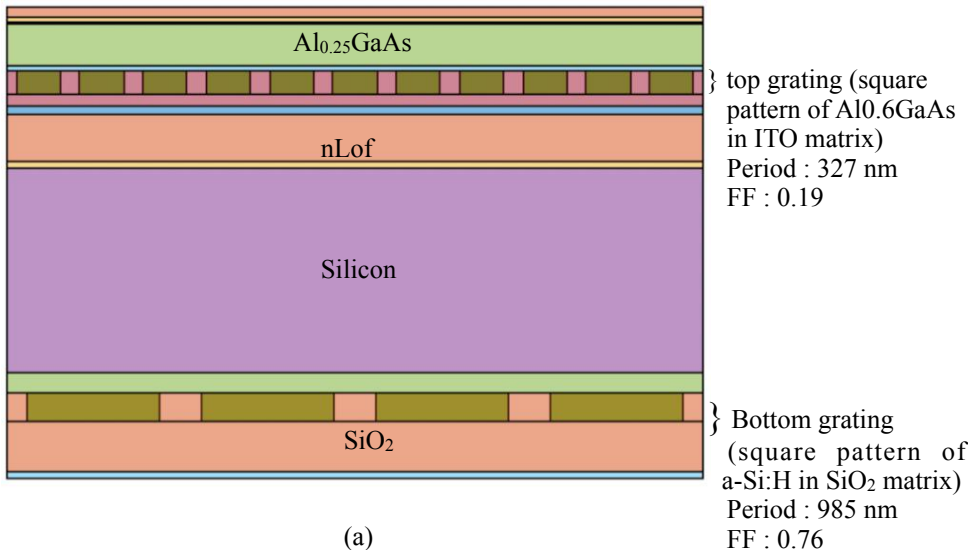 Al₀.₂₅GaAs
} top grating (square
pattern of Al0.6GaAs
in ITO matrix)
Period : 327 nm
FF : 0.19
nLof
Silicon
SiO₂
} Bottom grating
(square pattern of
a-Si:H in SiO₂ matrix)
Period : 985 nm
FF : 0.76
(a)